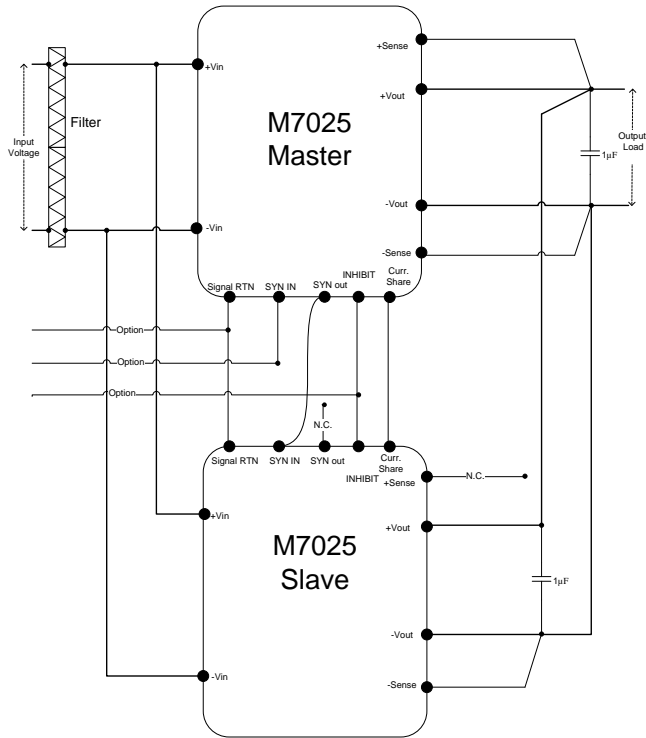 +Sense
+Vin
Filter
+Vout
M7025
Master
Input
Voltage
Output
Load
1μF
-Vout
-Vin
-Sense
Signal RTN
SYN IN
SYN out
INHIBIT
Curr.
Share
Option
Option
Option
N.C.
Signal RTN
SYN IN
SYN out
INHIBIT
Curr.
Share
+Sense
N.C.
+Vin
+Vout
M7025
Slave
1μF
-Vout
-Vin
-Sense